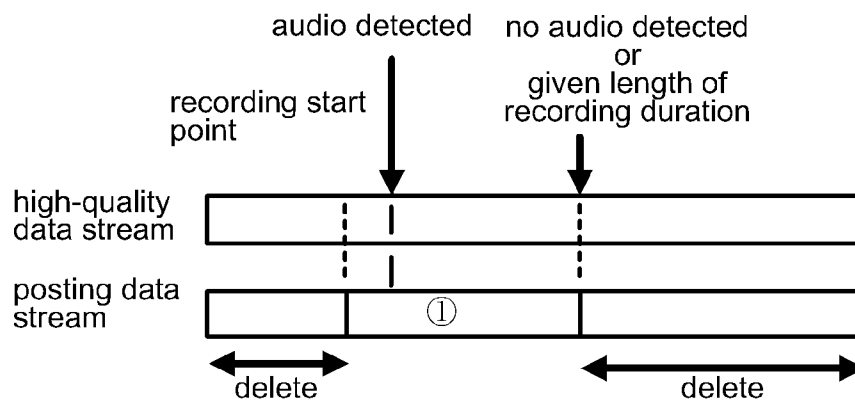 audio detected
no audio detected
or
given length of
recording duration
recording start
point
high-quality
data stream
posting data
stream
①
delete
delete